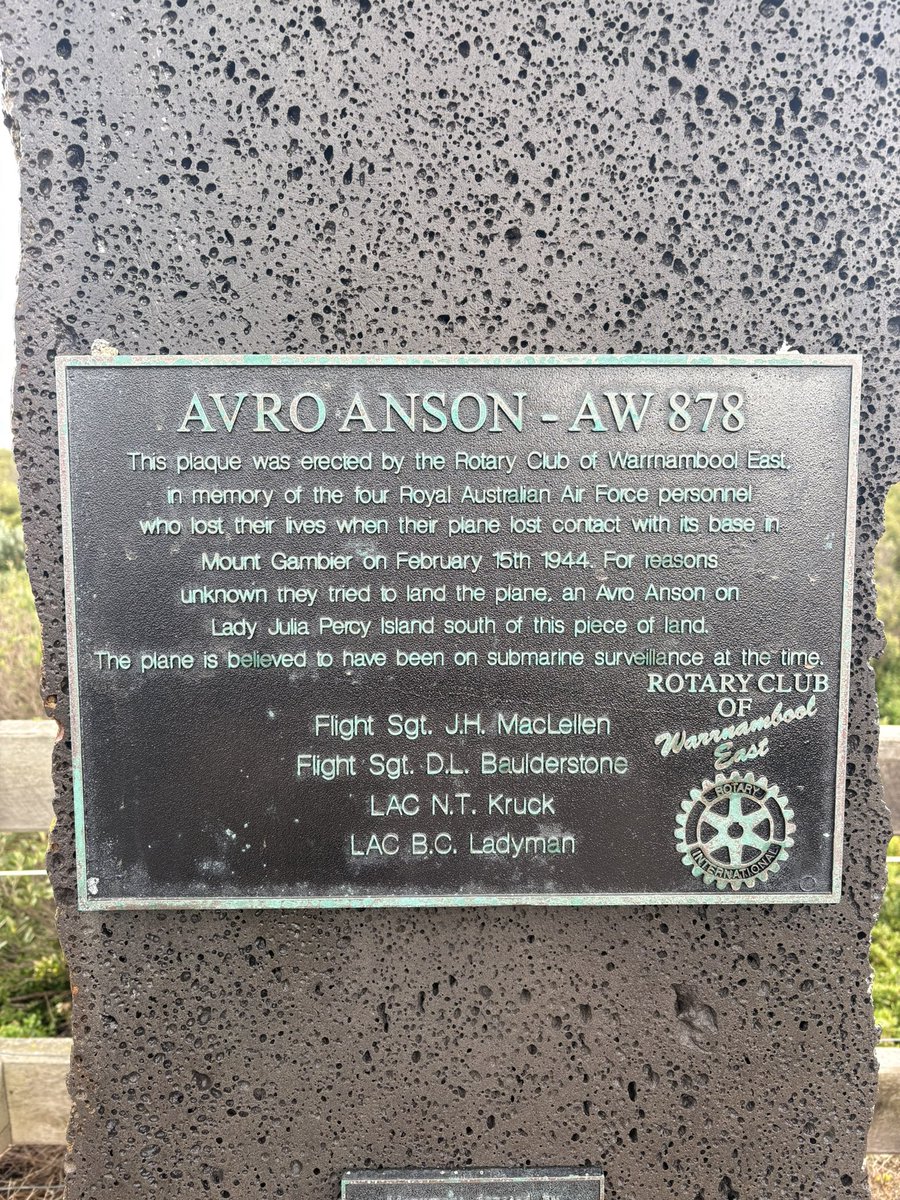 AVRO ANSON - AW 878
This plaque was erected by the Rotary Club of Warrnambool East,
in memory of the four Royal Australian Air Force personnel
who lost their lives when their plane lost contact with its base in
Mount Gambier on February 15th 1944. For reasons
unknown they tried to land the plane, an Avro Anson on
Lady Julia Percy Island south of this piece of land.
The plane is believed to have been on submarine surveillance at the time.
Flight Sgt. J.H. MacLellen
Flight Sgt. D.L. Baulderstone
LAC N.T. Kruck
LAC B.C. Ladyman
ROTARY CLUB
OF
Warrnambool
East
ROTARY
INTERNATIONAL